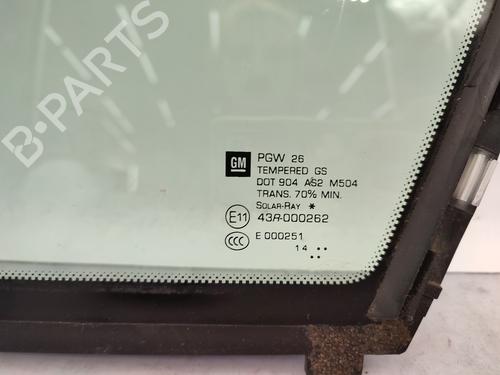 B-Parts
GM
PGW 26
TEMPERED GS
DOT 904 AS2 M504
TRANS. 70% MIN.
SOLAR-RAY *
E11 43R-000262
CCC E000251
14